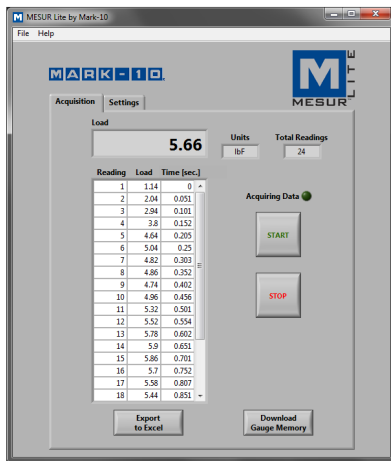 MESUR Lite by Mark-10
File Help
MARK-10
M
MESUR
LITE
Acquisition Settings
Load
5.66
Units
lbF
Total Readings
24
Reading Load Time [sec.]
1 1.14 0
2 2.04 0.051
3 2.94 0.101
4 3.8 0.152
5 4.64 0.205
6 5.04 0.25
7 4.82 0.303
8 4.86 0.352
9 4.74 0.402
10 4.96 0.456
11 5.32 0.501
12 5.52 0.554
13 5.78 0.602
14 5.9 0.651
15 5.86 0.701
16 5.7 0.752
17 5.58 0.807
18 5.44 0.851
Acquiring Data
START
STOP
Export
to Excel
Download
Gauge Memory